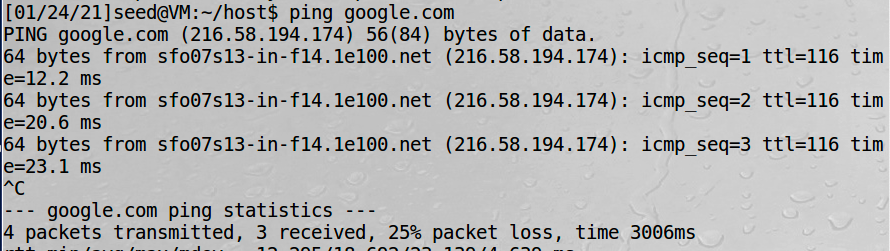 [01/24/21]seed@VM:~/host$ ping google.com
PING google.com (216.58.194.174) 56(84) bytes of data.
64 bytes from sfo07s13-in-f14.1e100.net (216.58.194.174): icmp_seq=1 ttl=116 tim
e=12.2 ms
64 bytes from sfo07s13-in-f14.1e100.net (216.58.194.174): icmp_seq=2 ttl=116 tim
e=20.6 ms
64 bytes from sfo07s13-in-f14.1e100.net (216.58.194.174): icmp_seq=3 ttl=116 tim
e=23.1 ms
^C
--- google.com ping statistics ---
4 packets transmitted, 3 received, 25% packet loss, time 3006ms
rtt min/avg/max/mdev